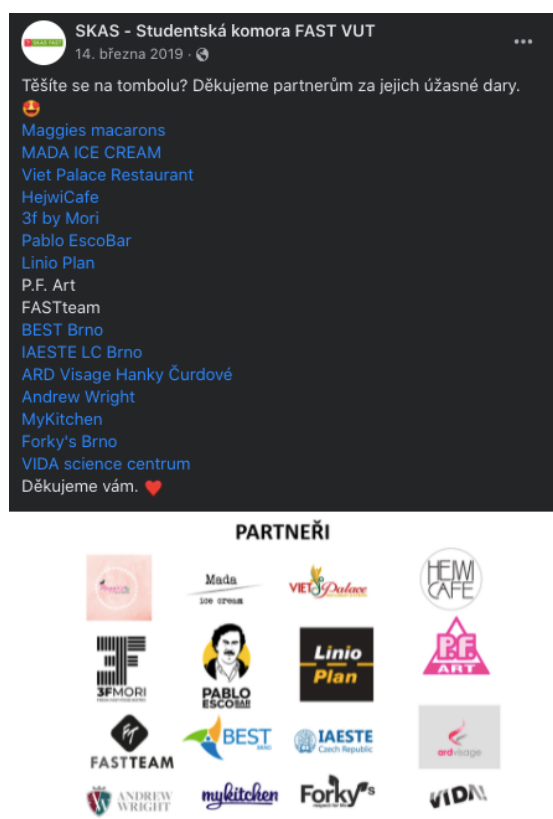 SKAS - Studentská komora FAST VUT
14. března 2019
Těšíte se na tombolu? Děkujeme partnerům za jejich úžasné dary.
Maggies macarons
MADA ICE CREAM
Viet Palace Restaurant
HejwiCafe
3f by Mori
Pablo EscoBar
Linio Plan
P.F. Art
FASTteam
BEST Brno
IAESTE LC Brno
ARD Visage Hanky Čurdové
Andrew Wright
MyKitchen
Forky's Brno
VIDA science centrum
Děkujeme vám.
PARTNEŘI
Mada
ice cream
VIET Palace
HEJWI
CAFE
3F
3FMORI
PABLO
ESCOBAR
Linio
Plan
P.F.
ART
FT
FASTTEAM
BEST
BRNO
IAESTE
Czech Republic
ardvisage
ANDREW
WRIGHT
mykitchen
Forky's
VIDA!